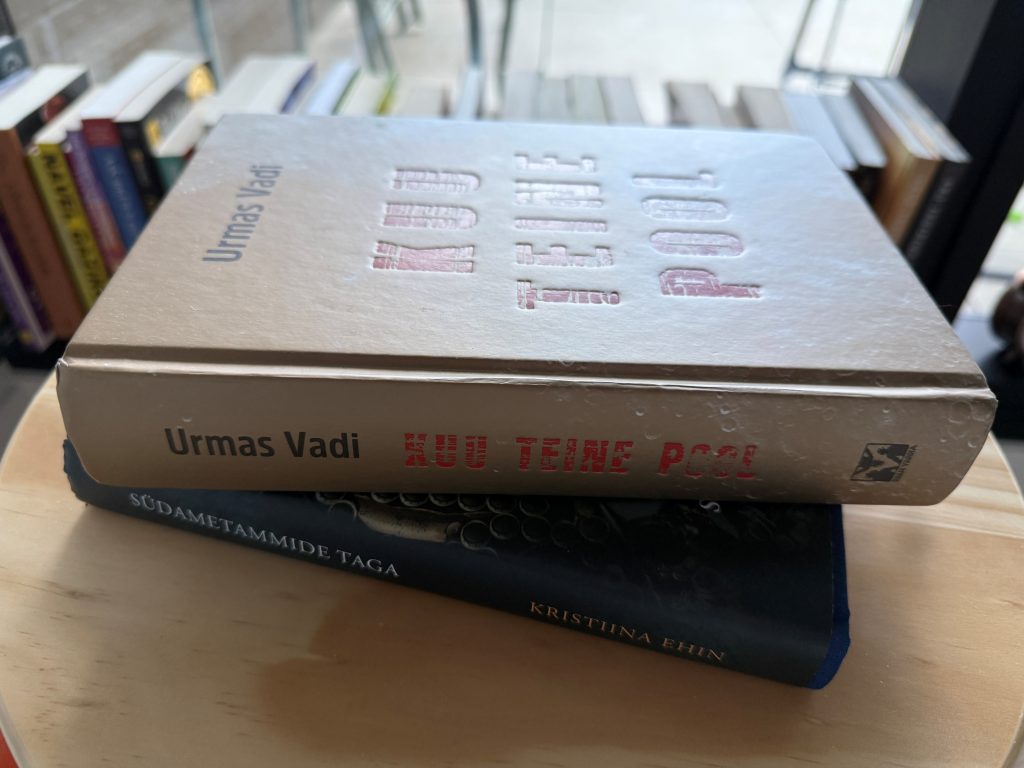 Urmas Vadi
KUU
TEINE
POOL
Urmas Vadi KUU TEINE POOL
SÜDAMETAMMIDE TAGA
KRISTIINA EHIN